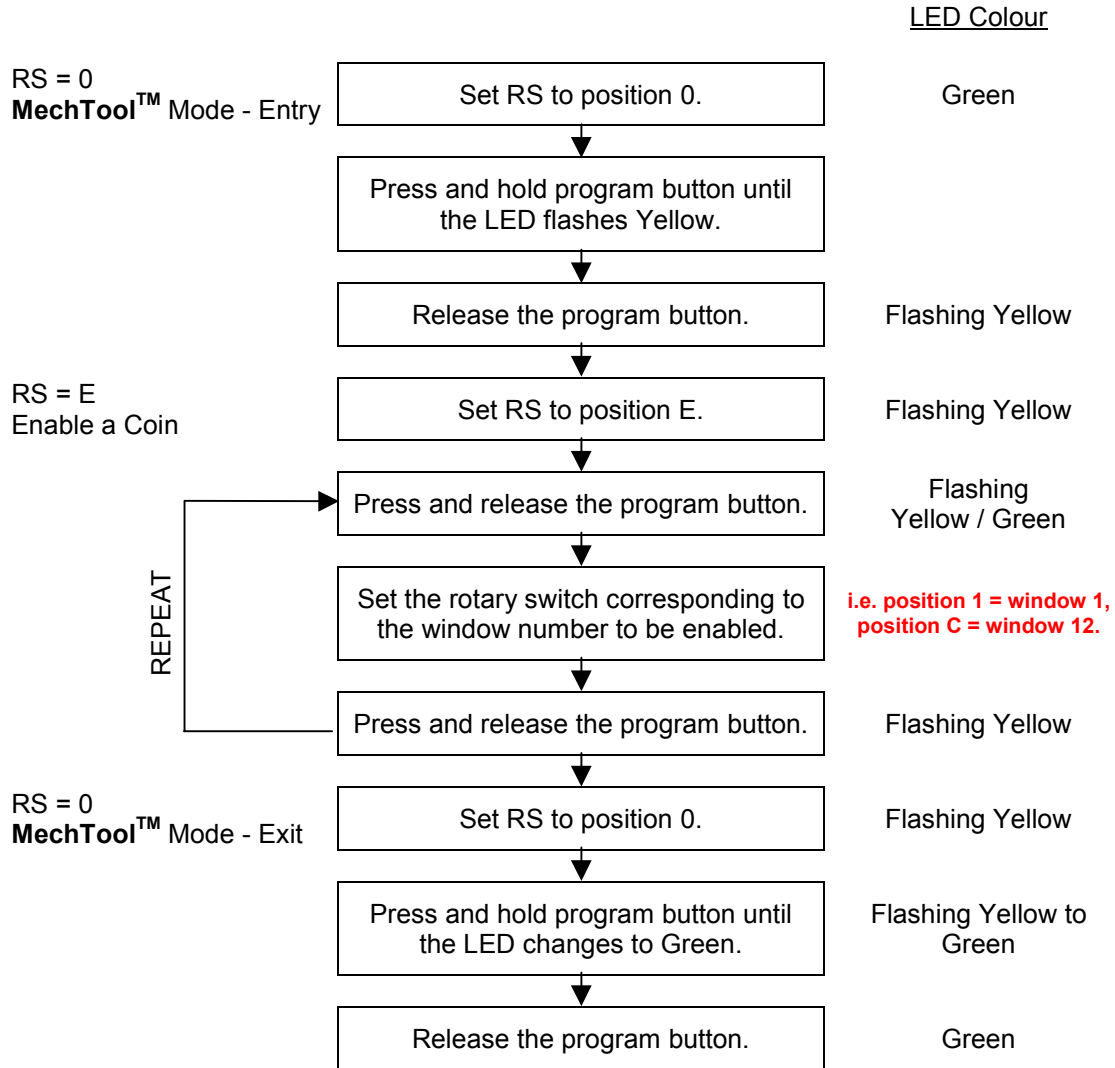 LED Colour
RS = 0
MechTool™ Mode - Entry
Set RS to position 0.
Green
Press and hold program button until
the LED flashes Yellow.
Release the program button.
Flashing Yellow
RS = E
Enable a Coin
Set RS to position E.
Flashing Yellow
Press and release the program button.
Flashing
Yellow / Green
REPEAT
Set the rotary switch corresponding to
the window number to be enabled.
i.e. position 1 = window 1,
position C = window 12.
Press and release the program button.
Flashing Yellow
RS = 0
MechTool™ Mode - Exit
Set RS to position 0.
Flashing Yellow
Press and hold program button until
the LED changes to Green.
Flashing Yellow to
Green
Release the program button.
Green